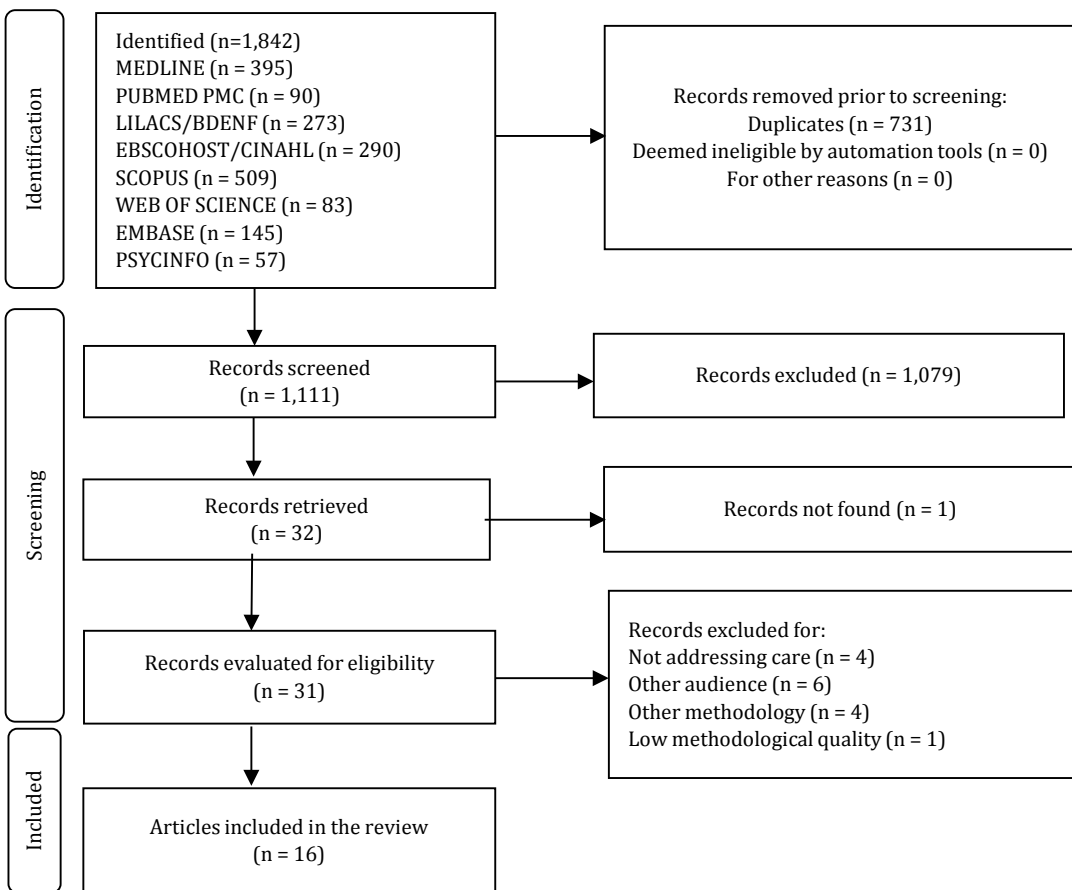 Identification
Identified (n=1,842)
MEDLINE (n = 395)
PUBMED PMC (n = 90)
LILACS/BDENF (n = 273)
EBSCOHOST/CINAHL (n = 290)
SCOPUS (n = 509)
WEB OF SCIENCE (n = 83)
EMBASE (n = 145)
PSYCINFO (n = 57)
Records removed prior to screening:
Duplicates (n = 731)
Deemed ineligible by automation tools (n = 0)
For other reasons (n = 0)
Screening
Records screened
(n = 1,111)
Records excluded (n = 1,079)
Records retrieved
(n = 32)
Records not found (n = 1)
Records evaluated for eligibility
(n = 31)
Records excluded for:
Not addressing care (n = 4)
Other audience (n = 6)
Other methodology (n = 4)
Low methodological quality (n = 1)
Included
Articles included in the review
(n = 16)